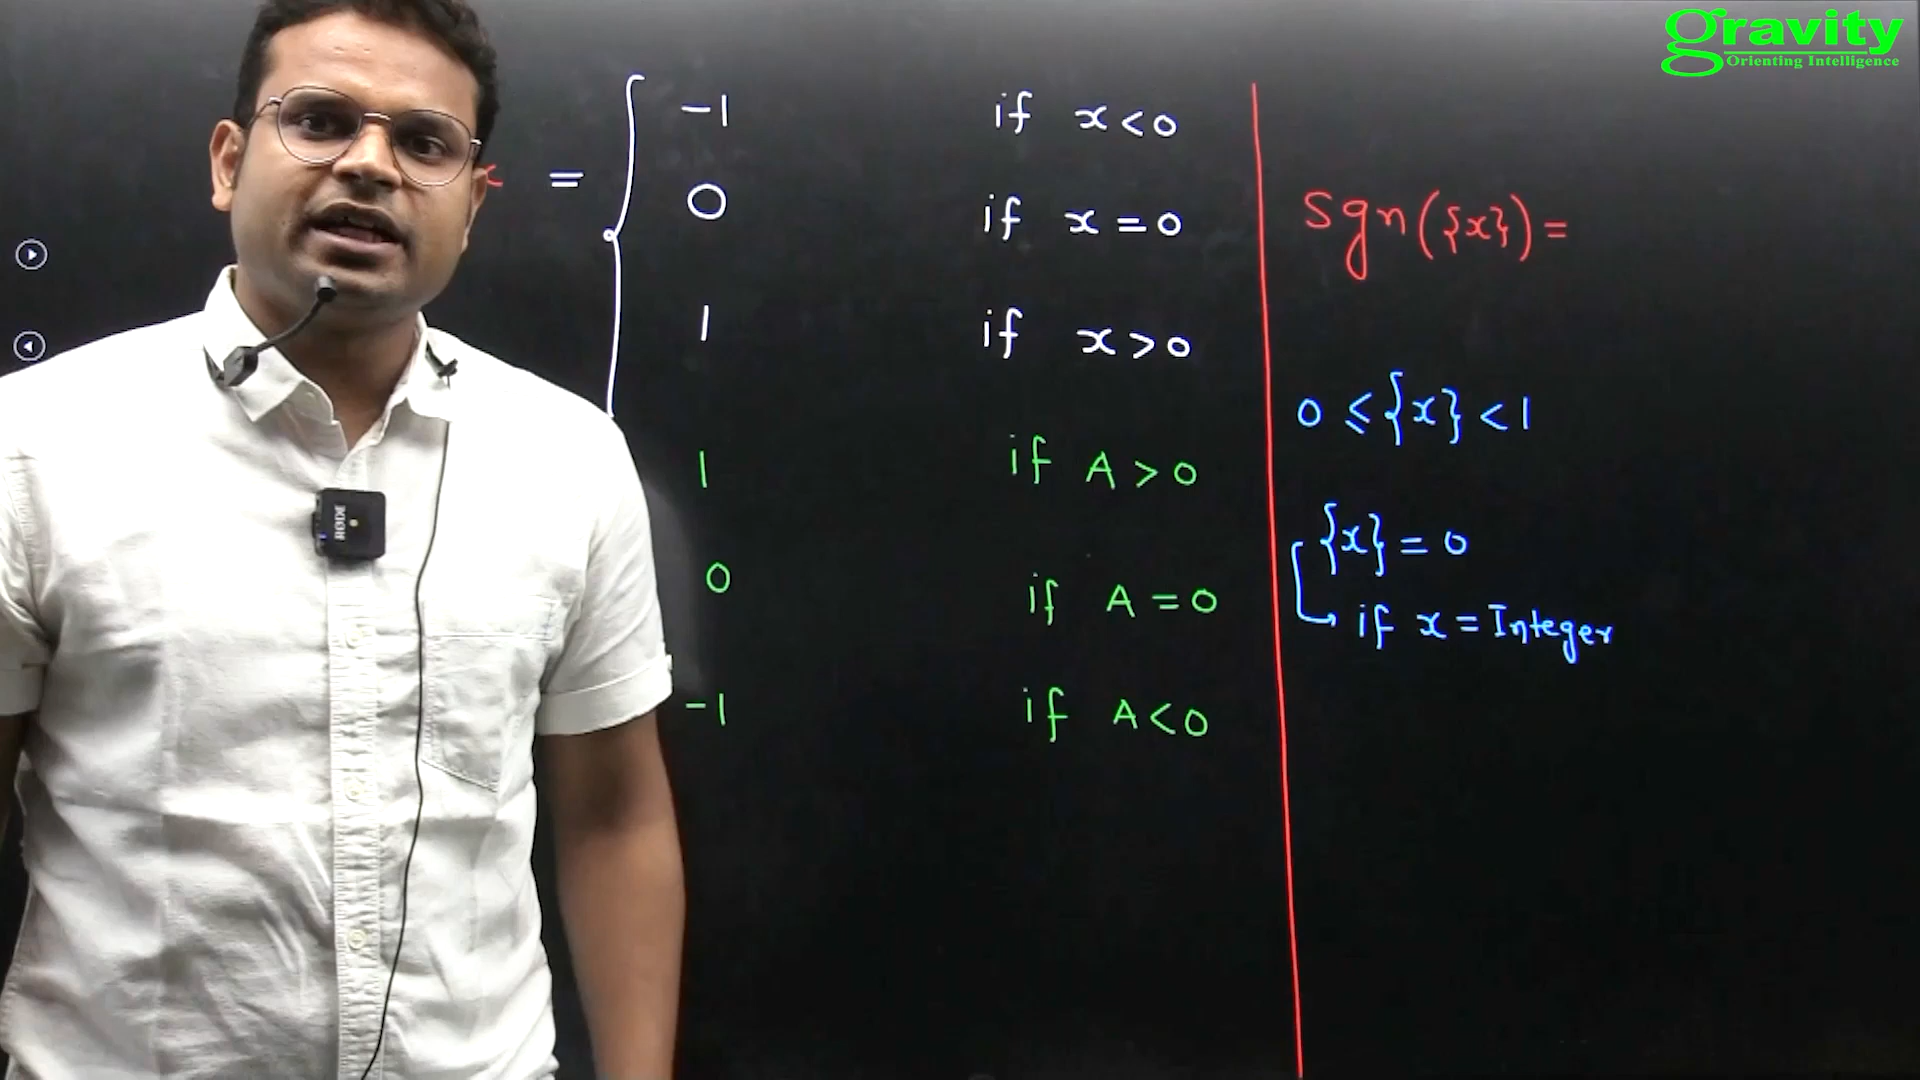 gravity
Orienting Intelligence
= { -1 if x < 0
0 if x = 0
1 if x > 0
1 if A > 0
0 if A = 0
-1 if A < 0
sgn({x}) =
0 ≤ {x} < 1
{x} = 0
↳ if x = Integer
RØDE